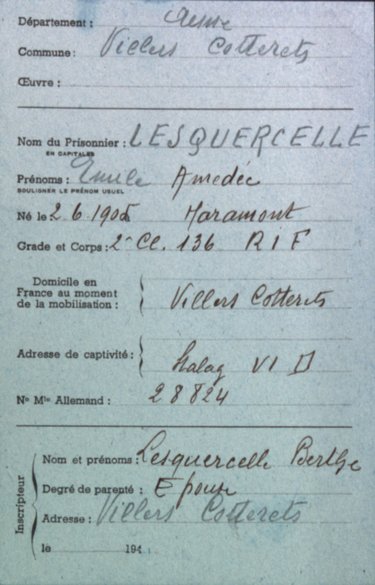 Département : Aisne
Commune : Villers Cotterets
Œuvre :
Nom du Prisonnier : LESQUERCELLE
EN CAPITALES
Prénoms : Emile Amedée
SOULIGNER LE PRÉNOM USUEL
Né le 2.6.1905 Haramont
Grade et Corps : 2e Cl. 136 R I F
Domicile en
France au moment
de la mobilisation : Villers Cotterets
Adresse de captivité : Stalag VI D
No Mle Allemand : 28824
Inscripteur
Nom et prénoms : Lesquercelle Berthe
Degré de parenté : Epouse
Adresse : Villers Cotterets
le 194